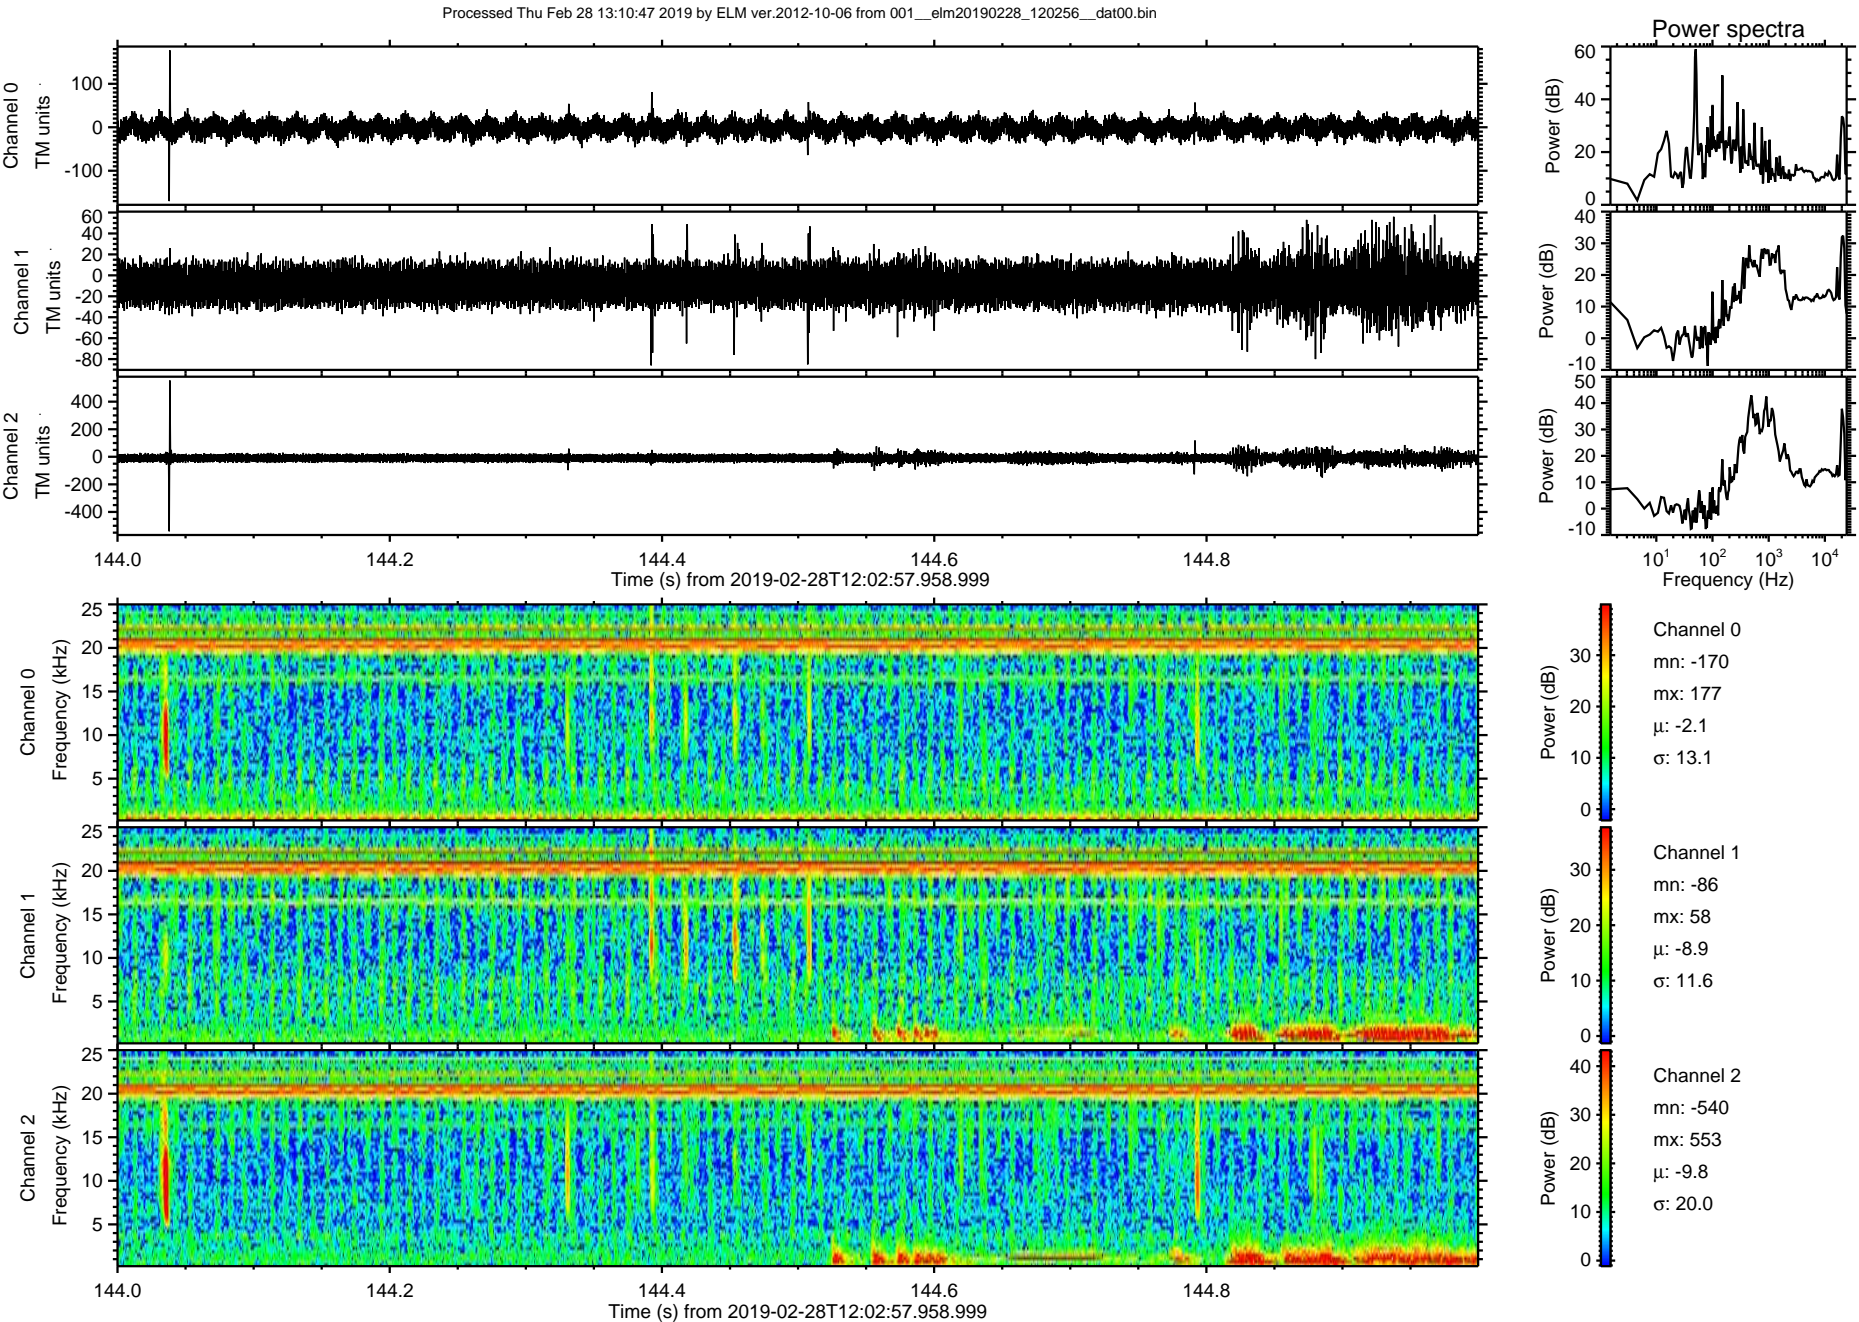 Processed Thu Feb 28 13:10:47 2019 by ELM ver.2012-10-06 from 001__elm20190228_120256__dat00.bin
Power spectra
Channel 0
TM units
100
0
-100
Power (dB)
60
40
20
0
Channel 1
TM units
60
40
20
0
-20
-40
-60
-80
Power (dB)
40
30
20
10
0
-10
Channel 2
TM units
400
200
0
-200
-400
Power (dB)
50
40
30
20
10
0
-10
144.0 144.2 144.4 144.6 144.8
Time (s) from 2019-02-28T12:02:57.958.999
10^1 10^2 10^3 10^4
Frequency (Hz)
Channel 0
Frequency (kHz)
25
20
15
10
5
Power (dB)
30
20
10
0
Channel 0
mn: -170
mx: 177
µ: -2.1
σ: 13.1
Channel 1
Frequency (kHz)
25
20
15
10
5
Power (dB)
30
20
10
0
Channel 1
mn: -86
mx: 58
µ: -8.9
σ: 11.6
Channel 2
Frequency (kHz)
25
20
15
10
5
Power (dB)
40
30
20
10
0
Channel 2
mn: -540
mx: 553
µ: -9.8
σ: 20.0
144.0 144.2 144.4 144.6 144.8
Time (s) from 2019-02-28T12:02:57.958.999